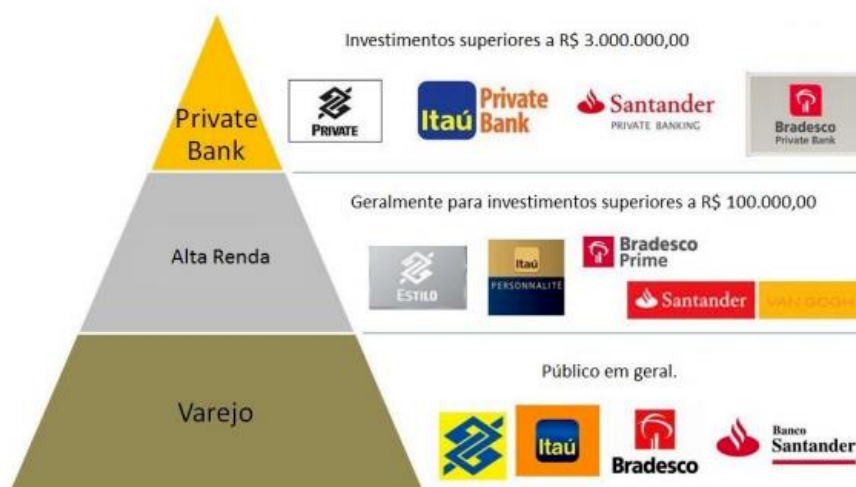 Investimentos superiores a R$ 3.000.000,00
Private
Bank
PRIVATE
Itaú
Private
Bank
Santander
PRIVATE BANKING
Bradesco
Private Bank
Geralmente para investimentos superiores a R$ 100.000,00
Alta Renda
ESTILO
Itaú
PERSONNALITÉ
Bradesco
Prime
Santander
VAN GOGH
Público em geral.
Varejo
Itaú
Bradesco
Banco
Santander